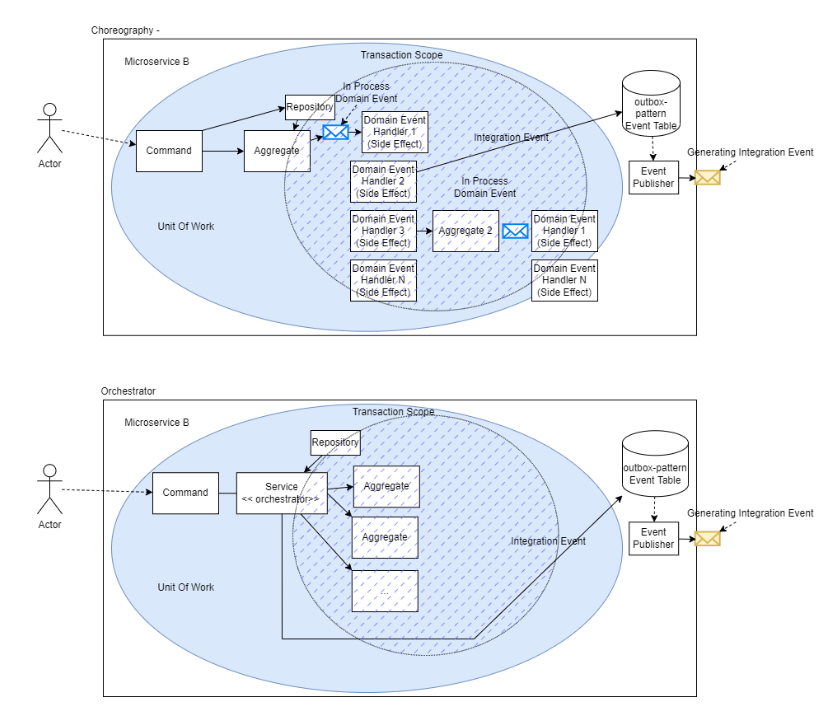 Choreography -
Microservice B
Transaction Scope
In Process
Domain Event
Repository
Actor
Command
Aggregate
Domain Event
Handler 1
(Side Effect)
Integration Event
outbox-
pattern
Event Table
Generating Integration Event
Event
Publisher
Domain Event
Handler 2
(Side Effect)
In Process
Domain Event
Unit Of Work
Domain Event
Handler 3
(Side Effect)
Aggregate 2
Domain Event
Handler 1
(Side Effect)
Domain Event
Handler N
(Side Effect)
Domain Event
Handler N
(Side Effect)
Orchestrator
Microservice B
Transaction Scope
Repository
Actor
Command
Service
<< orchestrator>>
Aggregate
Aggregate
...
Integration Event
outbox-pattern
Event Table
Generating Integration Event
Event
Publisher
Unit Of Work